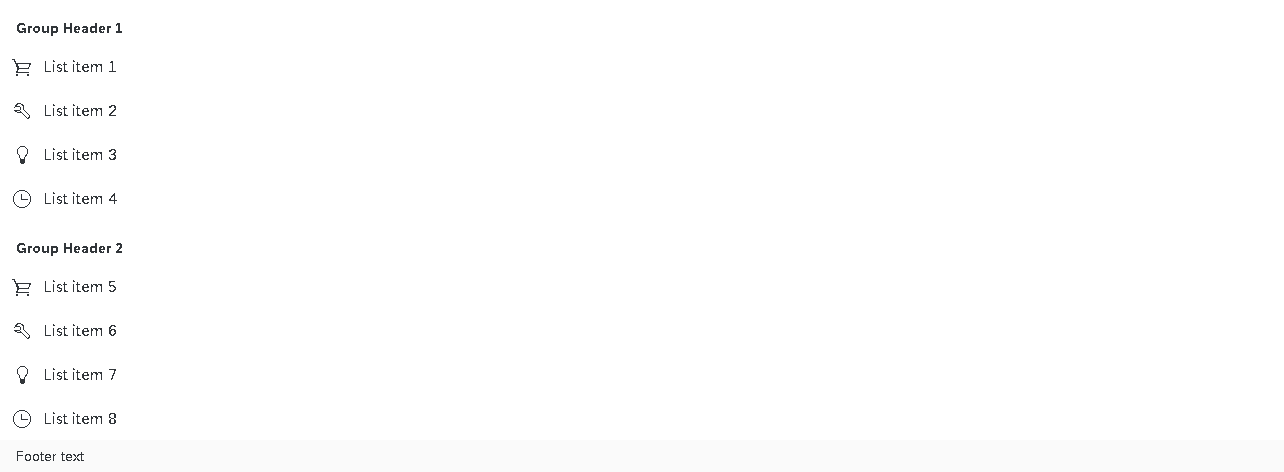 Group Header 1
List item 1
List item 2
List item 3
List item 4
Group Header 2
List item 5
List item 6
List item 7
List item 8
Footer text